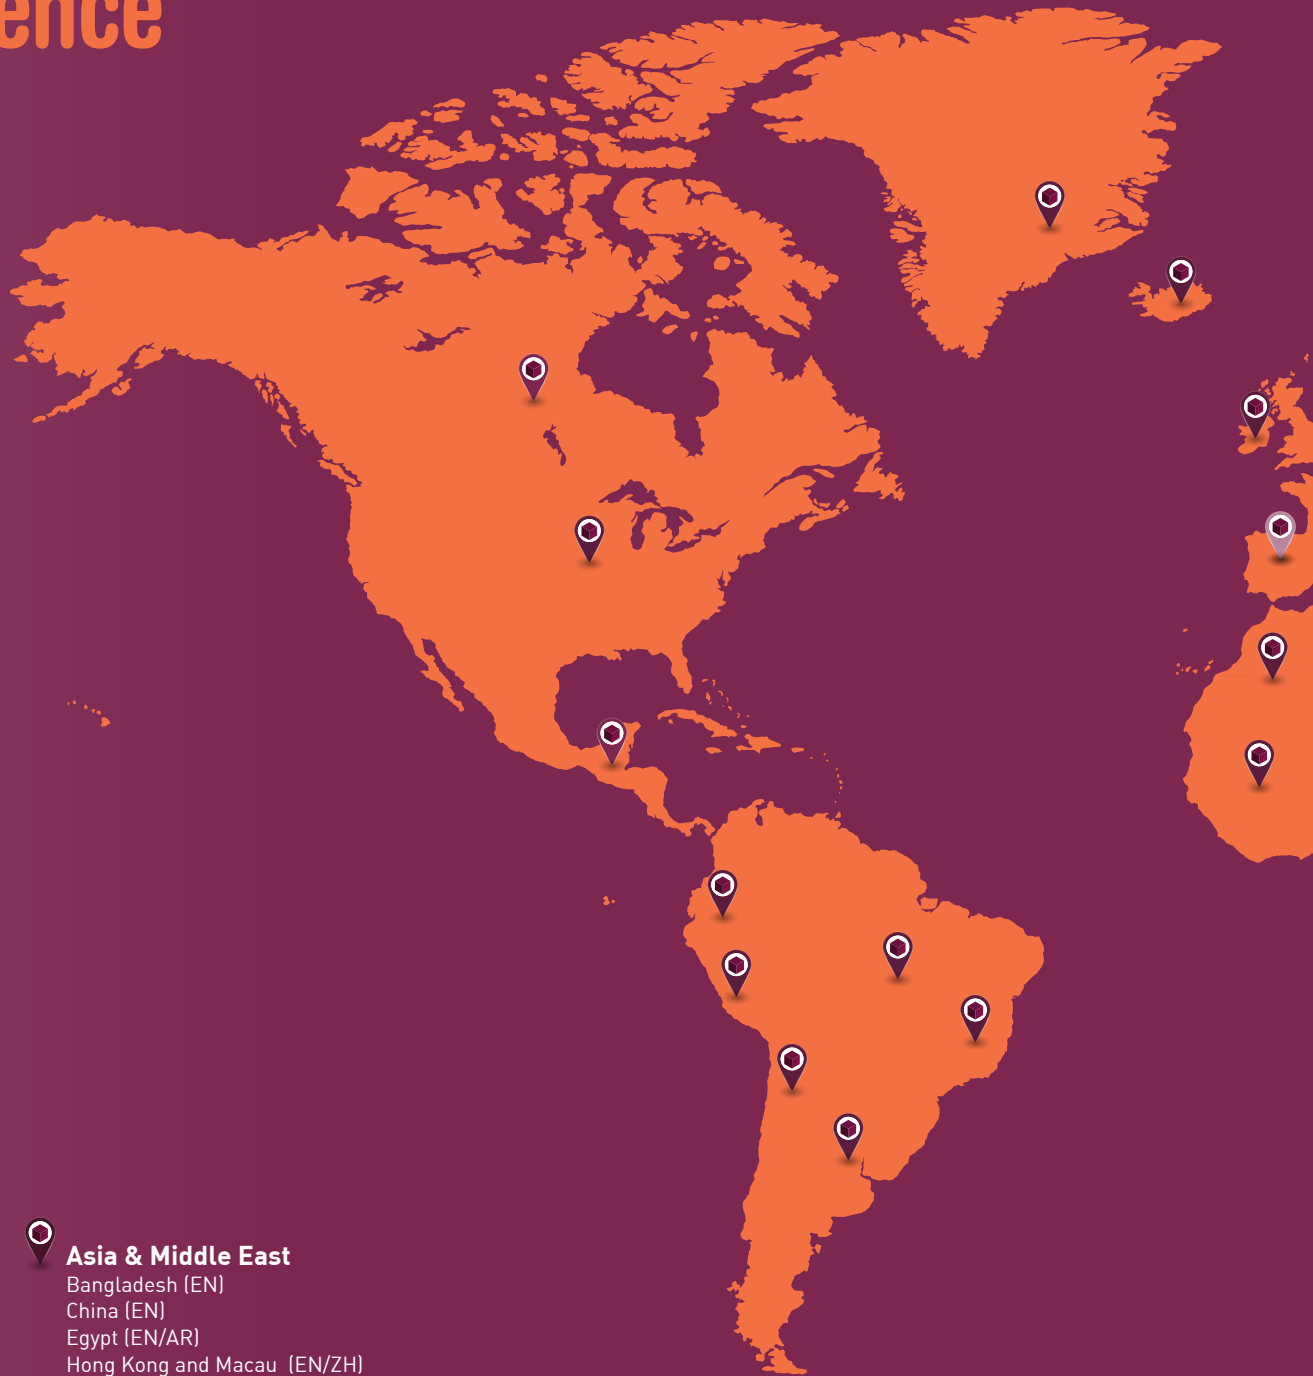 ence
Asia & Middle East
Bangladesh (EN)
China (EN)
Egypt (EN/AR)
Hong Kong and Macau (EN/ZH)